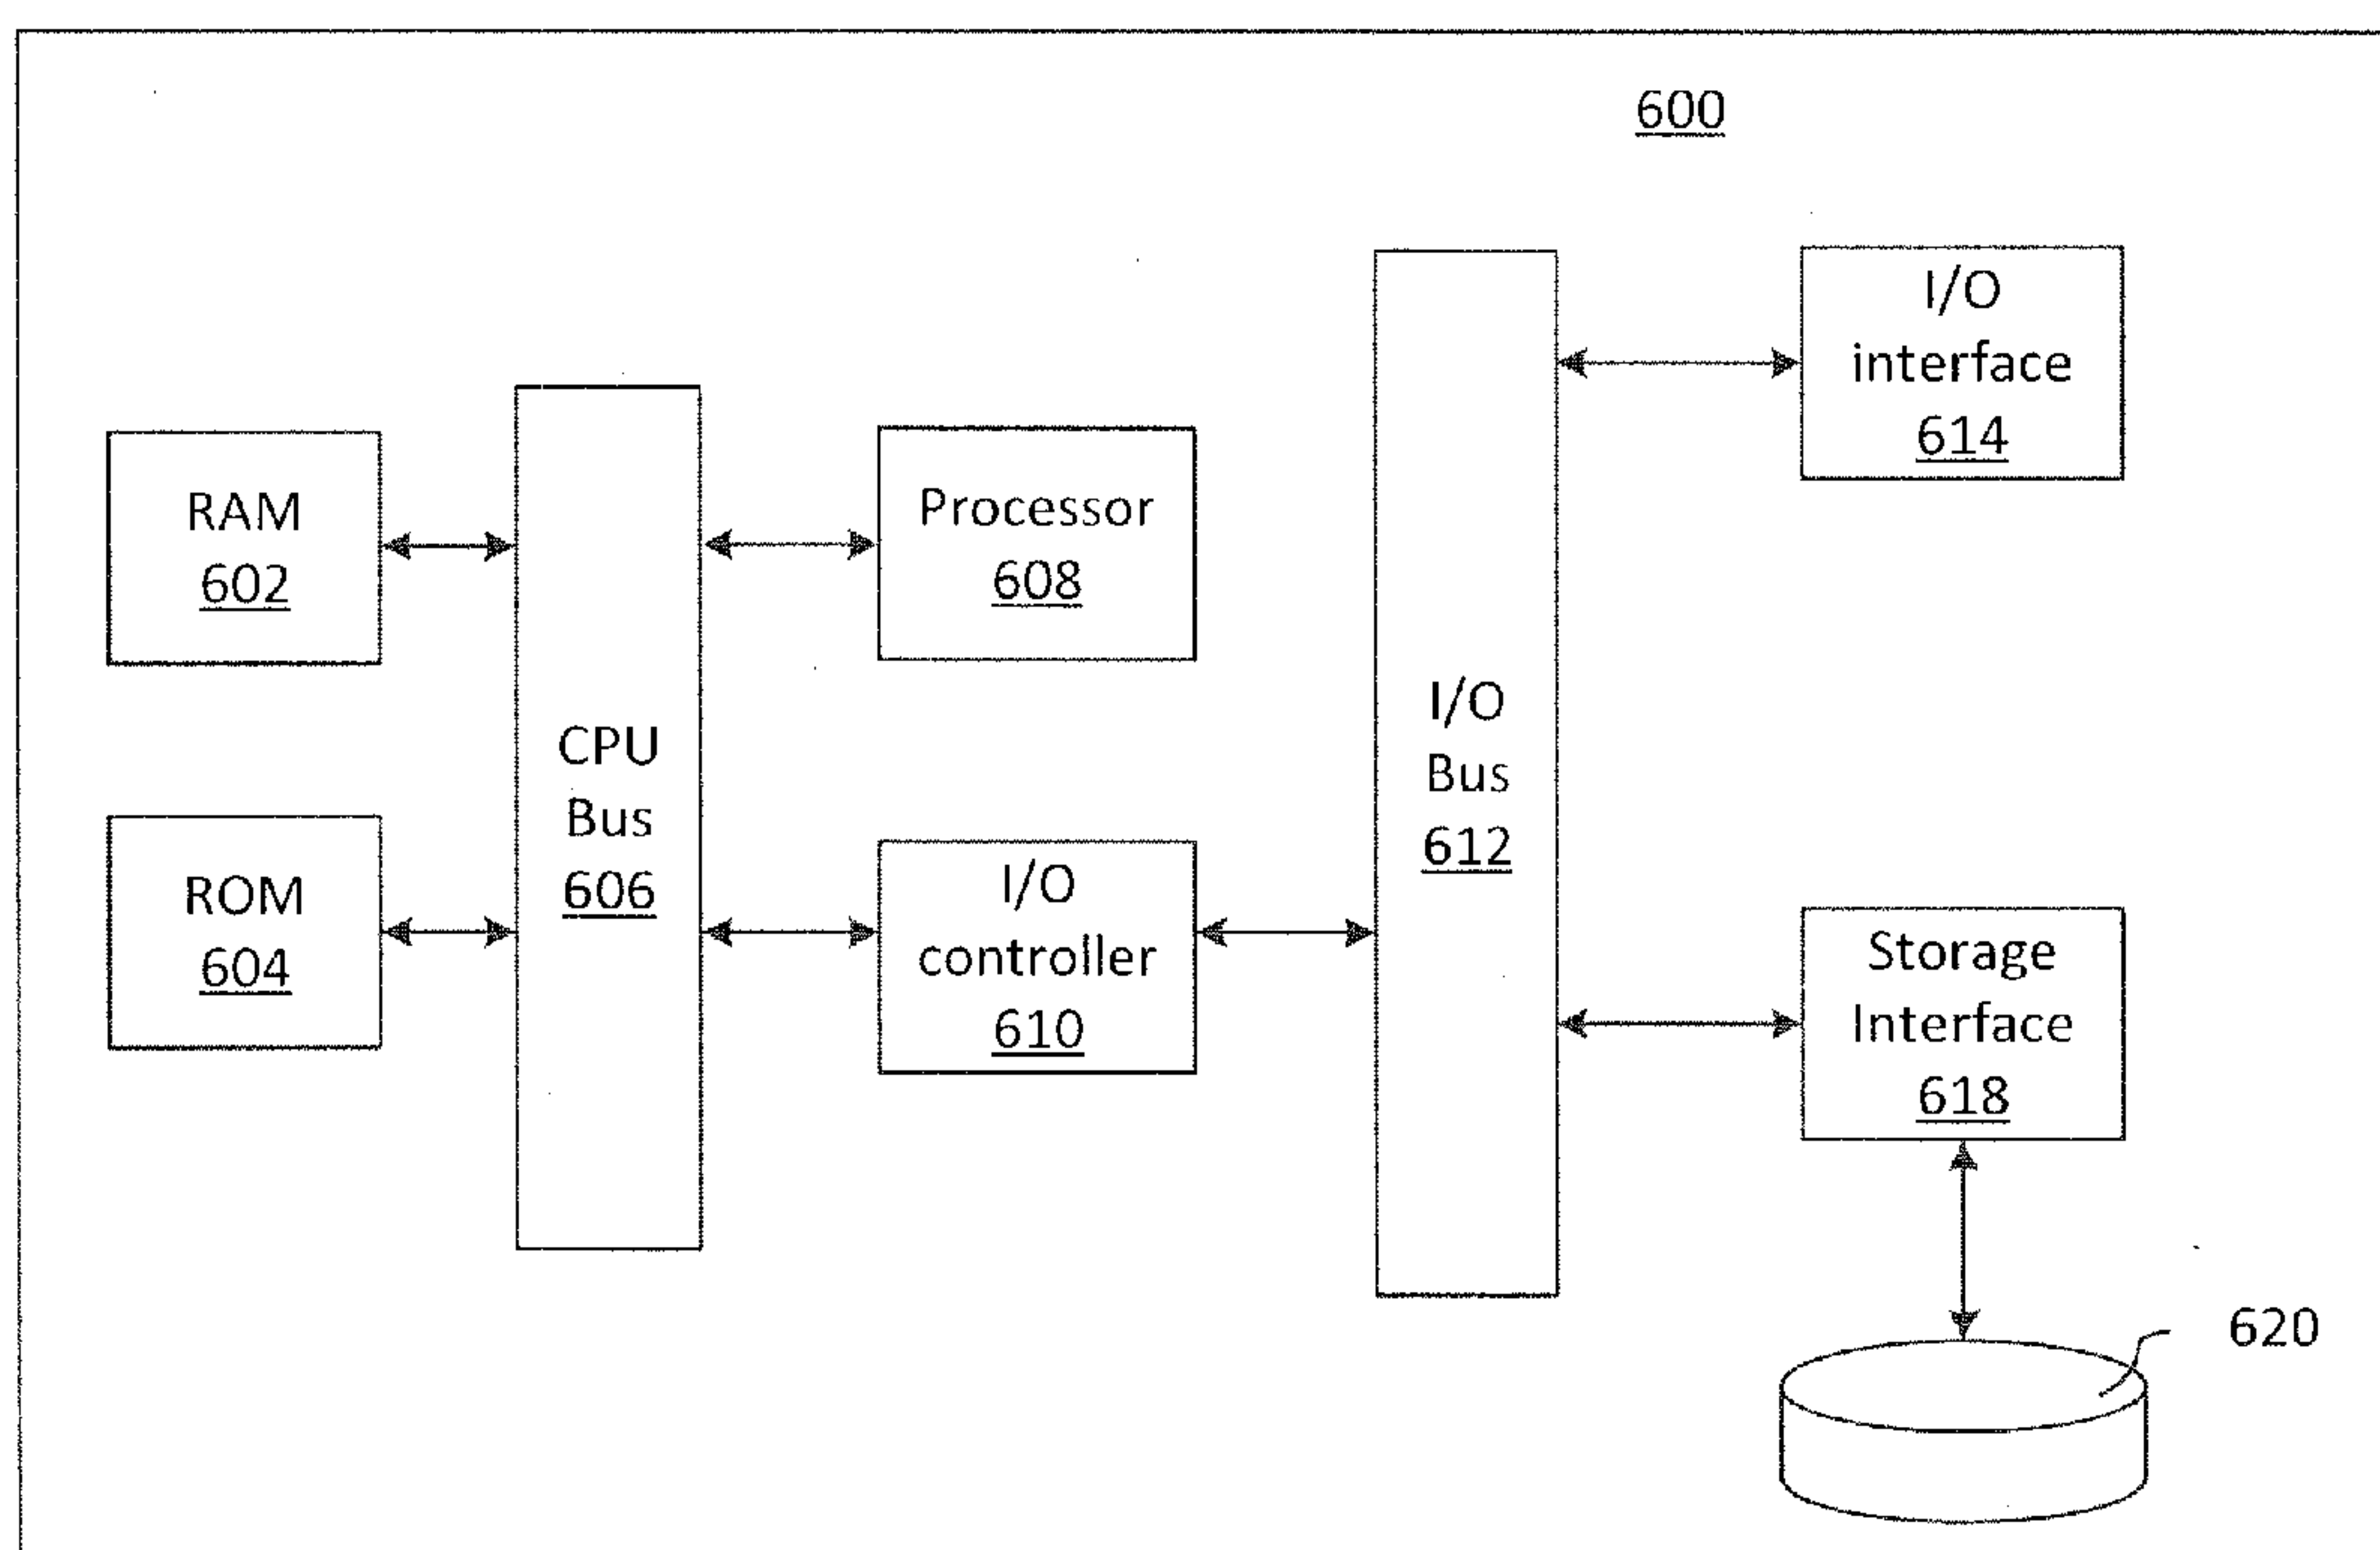 600
I/O
interface
614
RAM
602
Processor
608
CPU
Bus
606
I/O
Bus
612
ROM
604
I/O
controller
610
Storage
Interface
618
620